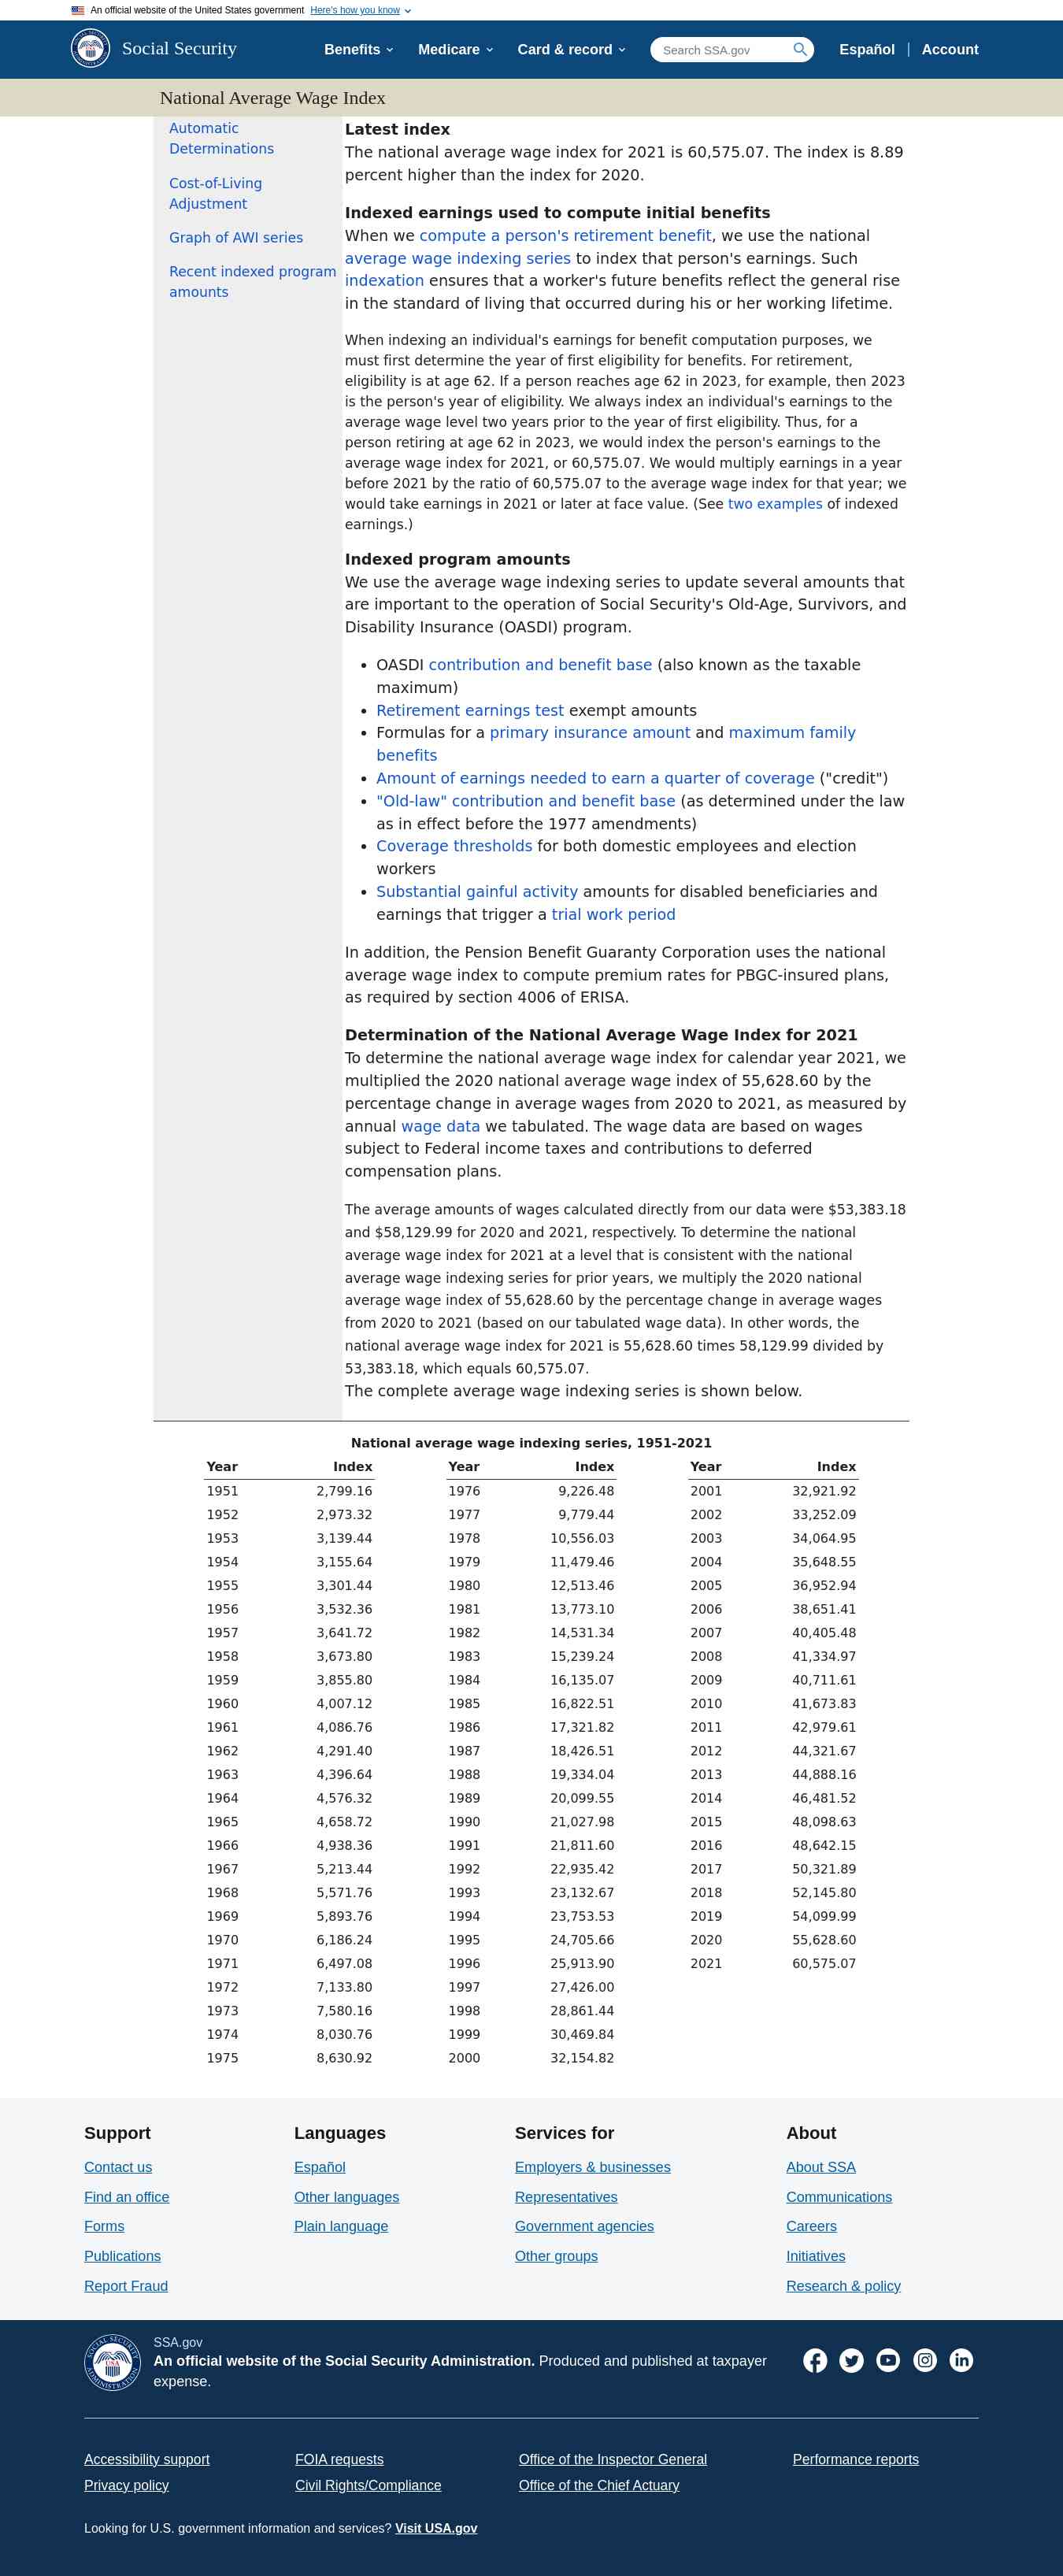 An official website of the United States government Here's how you know
Social Security
Benefits Medicare Card & record Search SSA.gov Español Account
National Average Wage Index
Automatic
Determinations
Cost-of-Living
Adjustment
Graph of AWI series
Recent indexed program
amounts
Latest index
The national average wage index for 2021 is 60,575.07. The index is 8.89
percent higher than the index for 2020.
Indexed earnings used to compute initial benefits
When we compute a person's retirement benefit, we use the national
average wage indexing series to index that person's earnings. Such
indexation ensures that a worker's future benefits reflect the general rise
in the standard of living that occurred during his or her working lifetime.
When indexing an individual's earnings for benefit computation purposes, we
must first determine the year of first eligibility for benefits. For retirement,
eligibility is at age 62. If a person reaches age 62 in 2023, for example, then 2023
is the person's year of eligibility. We always index an individual's earnings to the
average wage level two years prior to the year of first eligibility. Thus, for a
person retiring at age 62 in 2023, we would index the person's earnings to the
average wage index for 2021, or 60,575.07. We would multiply earnings in a year
before 2021 by the ratio of 60,575.07 to the average wage index for that year; we
would take earnings in 2021 or later at face value. (See two examples of indexed
earnings.)
Indexed program amounts
We use the average wage indexing series to update several amounts that
are important to the operation of Social Security's Old-Age, Survivors, and
Disability Insurance (OASDI) program.
• OASDI contribution and benefit base (also known as the taxable
maximum)
• Retirement earnings test exempt amounts
• Formulas for a primary insurance amount and maximum family
benefits
• Amount of earnings needed to earn a quarter of coverage ("credit")
• "Old-law" contribution and benefit base (as determined under the law
as in effect before the 1977 amendments)
• Coverage thresholds for both domestic employees and election
workers
• Substantial gainful activity amounts for disabled beneficiaries and
earnings that trigger a trial work period
In addition, the Pension Benefit Guaranty Corporation uses the national
average wage index to compute premium rates for PBGC-insured plans,
as required by section 4006 of ERISA.
Determination of the National Average Wage Index for 2021
To determine the national average wage index for calendar year 2021, we
multiplied the 2020 national average wage index of 55,628.60 by the
percentage change in average wages from 2020 to 2021, as measured by
annual wage data we tabulated. The wage data are based on wages
subject to Federal income taxes and contributions to deferred
compensation plans.
The average amounts of wages calculated directly from our data were $53,383.18
and $58,129.99 for 2020 and 2021, respectively. To determine the national
average wage index for 2021 at a level that is consistent with the national
average wage indexing series for prior years, we multiply the 2020 national
average wage index of 55,628.60 by the percentage change in average wages
from 2020 to 2021 (based on our tabulated wage data). In other words, the
national average wage index for 2021 is 55,628.60 times 58,129.99 divided by
53,383.18, which equals 60,575.07.
The complete average wage indexing series is shown below.
National average wage indexing series, 1951-2021
Year Index Year Index Year Index
1951 2,799.16 1976 9,226.48 2001 32,921.92
1952 2,973.32 1977 9,779.44 2002 33,252.09
1953 3,139.44 1978 10,556.03 2003 34,064.95
1954 3,155.64 1979 11,479.46 2004 35,648.55
1955 3,301.44 1980 12,513.46 2005 36,952.94
1956 3,532.36 1981 13,773.10 2006 38,651.41
1957 3,641.72 1982 14,531.34 2007 40,405.48
1958 3,673.80 1983 15,239.24 2008 41,334.97
1959 3,855.80 1984 16,135.07 2009 40,711.61
1960 4,007.12 1985 16,822.51 2010 41,673.83
1961 4,086.76 1986 17,321.82 2011 42,979.61
1962 4,291.40 1987 18,426.51 2012 44,321.67
1963 4,396.64 1988 19,334.04 2013 44,888.16
1964 4,576.32 1989 20,099.55 2014 46,481.52
1965 4,658.72 1990 21,027.98 2015 48,098.63
1966 4,938.36 1991 21,811.60 2016 48,642.15
1967 5,213.44 1992 22,935.42 2017 50,321.89
1968 5,571.76 1993 23,132.67 2018 52,145.80
1969 5,893.76 1994 23,753.53 2019 54,099.99
1970 6,186.24 1995 24,705.66 2020 55,628.60
1971 6,497.08 1996 25,913.90 2021 60,575.07
1972 7,133.80 1997 27,426.00
1973 7,580.16 1998 28,861.44
1974 8,030.76 1999 30,469.84
1975 8,630.92 2000 32,154.82
Support
Contact us
Find an office
Forms
Publications
Report Fraud
Languages
Español
Other languages
Plain language
Services for
Employers & businesses
Representatives
Government agencies
Other groups
About
About SSA
Communications
Careers
Initiatives
Research & policy
SOCIAL SECURITY
USA
ADMINISTRATION
SSA.gov
An official website of the Social Security Administration. Produced and published at taxpayer
expense.
Accessibility support FOIA requests Office of the Inspector General Performance reports
Privacy policy Civil Rights/Compliance Office of the Chief Actuary
Looking for U.S. government information and services? Visit USA.gov